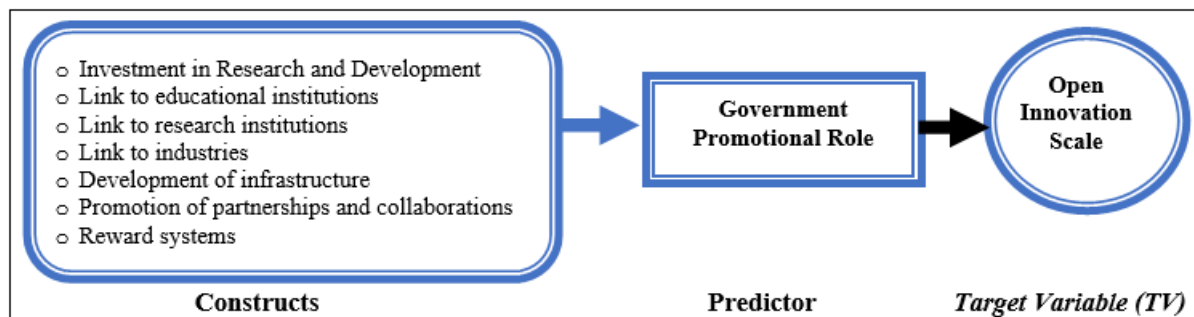 o Investment in Research and Development
o Link to educational institutions
o Link to research institutions
o Link to industries
o Development of infrastructure
o Promotion of partnerships and collaborations
o Reward systems
Constructs
Government
Promotional Role
Predictor
Open
Innovation
Scale
Target Variable (TV)